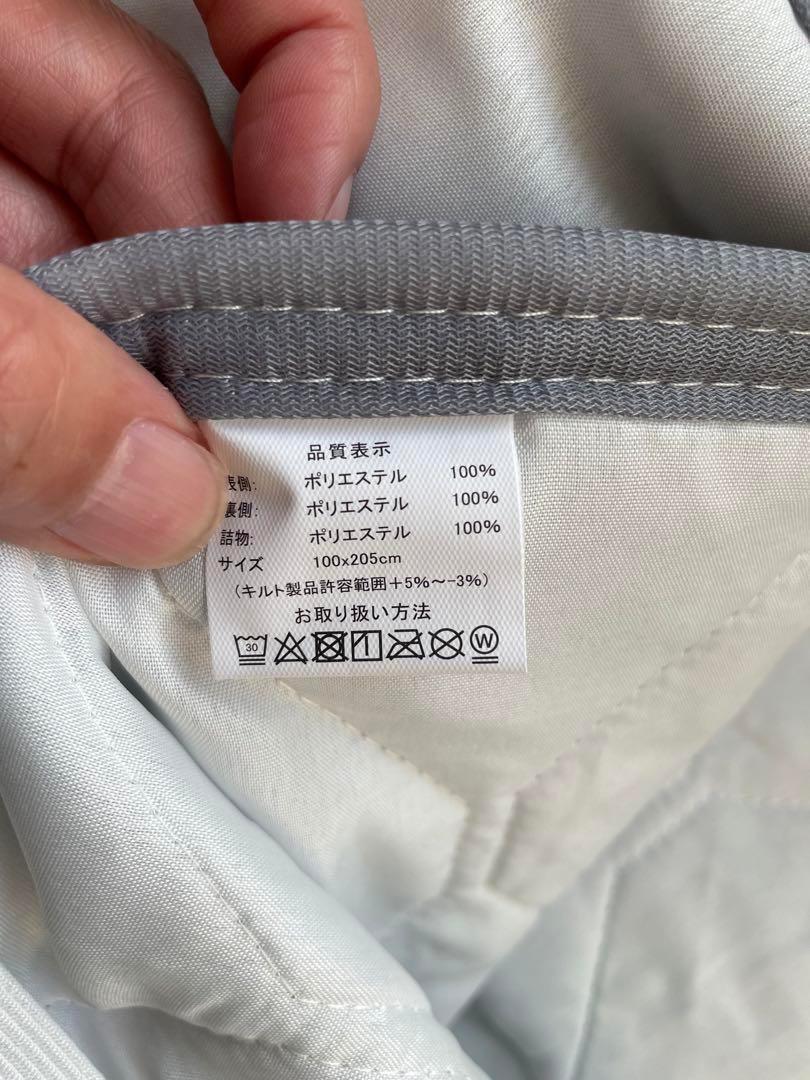 品質表示
表側: ポリエステル 100%
裏側: ポリエステル 100%
詰物: ポリエステル 100%
サイズ 100x205cm
(キルト製品許容範囲+5%〜-3%)
お取り扱い方法
30 W